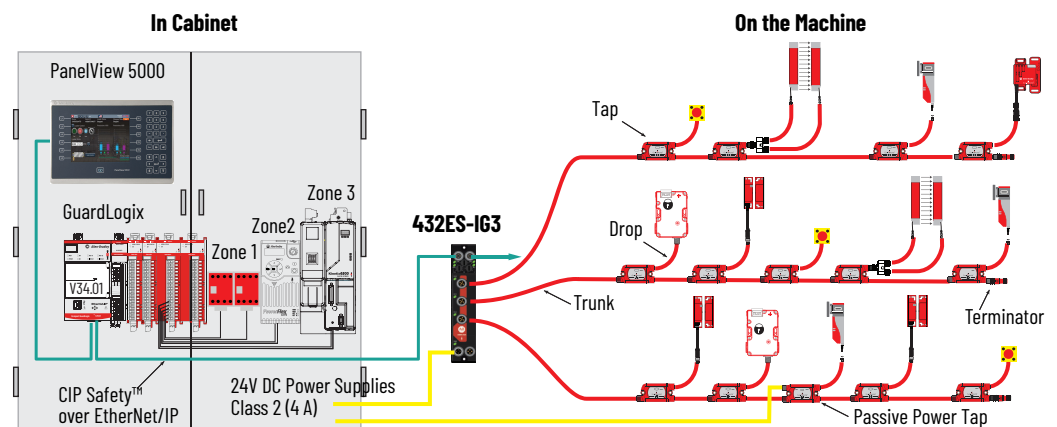 In Cabinet
On the Machine
PanelView 5000
Tap
Zone 3
GuardLogix
Zone2
432ES-IG3
Zone 1
Drop
V34.01
Trunk
Terminator
CIP Safety™
over EtherNet/IP
24V DC Power Supplies
Class 2 (4 A)
Passive Power Tap